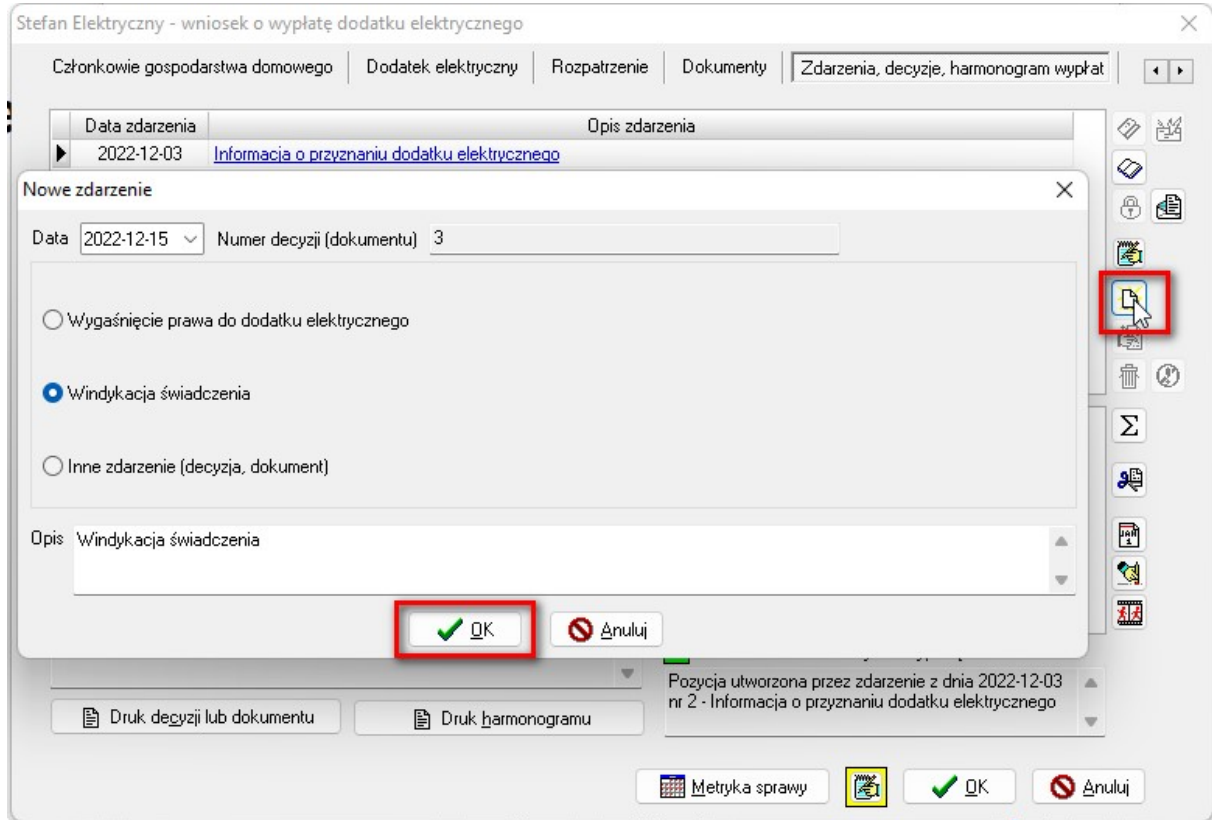 Stefan Elektryczny - wniosek o wypłatę dodatku elektrycznego
Członkowie gospodarstwa domowego Dodatek elektryczny Rozpatrzenie Dokumenty Zdarzenia, decyzje, harmonogram wypłat
Data zdarzenia Opis zdarzenia
2022-12-03 Informacja o przyznaniu dodatku elektrycznego
Nowe zdarzenie
Data 2022-12-15 Numer decyzji (dokumentu) 3
Wygaśnięcie prawa do dodatku elektrycznego
Windykacja świadczenia
Inne zdarzenie (decyzja, dokument)
Opis Windykacja świadczenia
OK Anuluj
Pozycja utworzona przez zdarzenie z dnia 2022-12-03
nr 2 - Informacja o przyznaniu dodatku elektrycznego
Druk decyzji lub dokumentu Druk harmonogramu
Metryka sprawy OK Anuluj